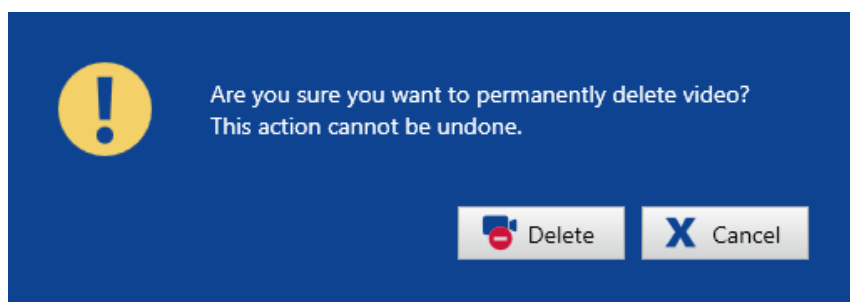 Are you sure you want to permanently delete video?
This action cannot be undone.
Delete
X Cancel